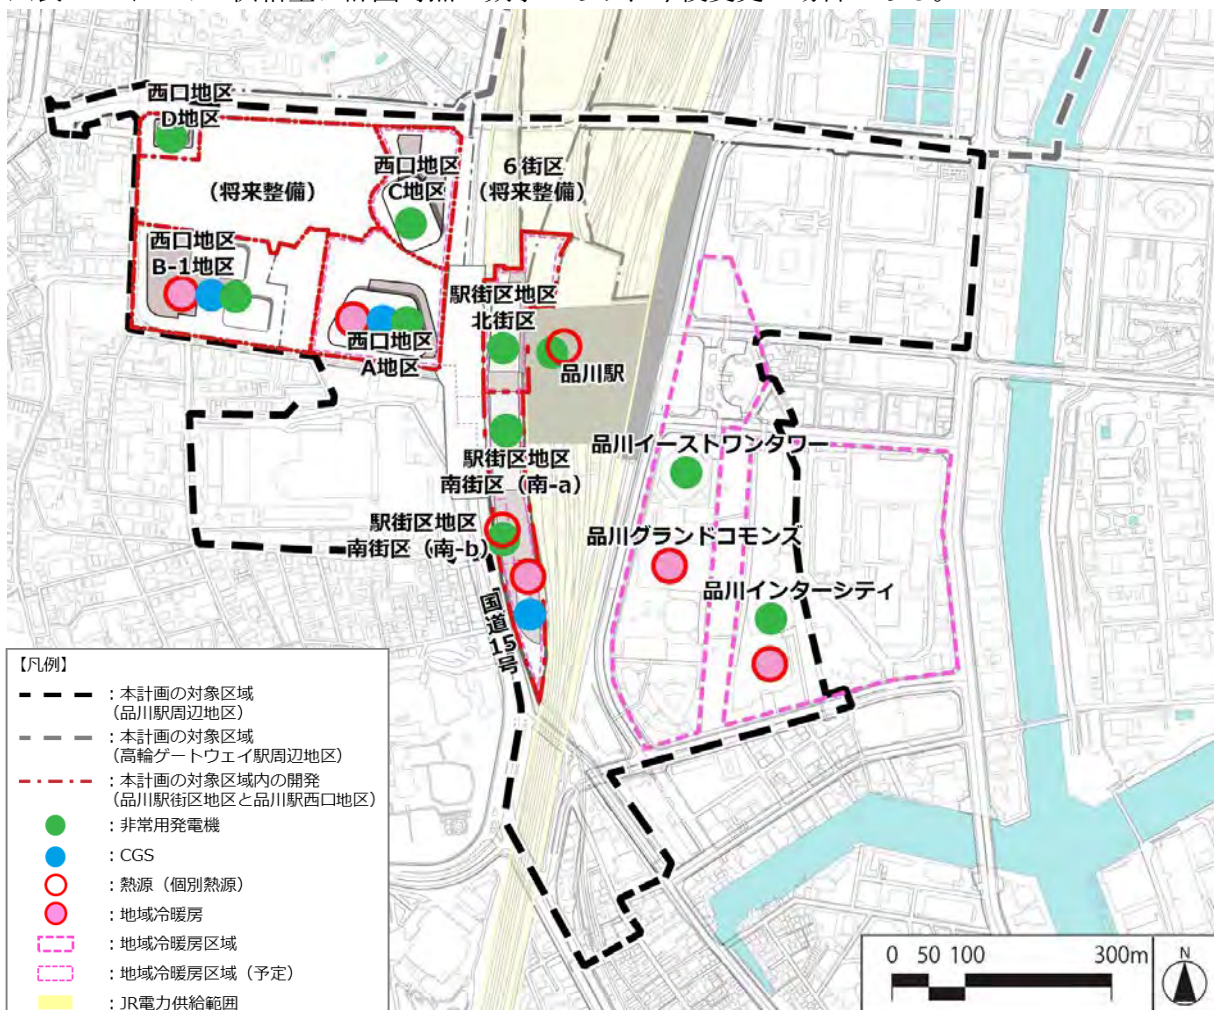 西口地区
D地区
西口地区
C地区
6街区
(将来整備)
(将来整備)
西口地区
B-1地区
駅街区地区
北街区
西口地区
A地区
品川駅
品川イーストワンタワー
駅街区地区
南街区（南-a）
駅街区地区
南街区（南-b）
品川グランドコモンズ
品川インターシティ
国道15号
【凡例】
：本計画の対象区域
（品川駅周辺地区）
：本計画の対象区域
（高輪ゲートウェイ駅周辺地区）
：本計画の対象区域内の開発
（品川駅街区地区と品川駅西口地区）
：非常用発電機
：CGS
：熱源（個別熱源）
：地域冷暖房
：地域冷暖房区域
：地域冷暖房区域（予定）
：JR電力供給範囲
0 50 100 300m
N